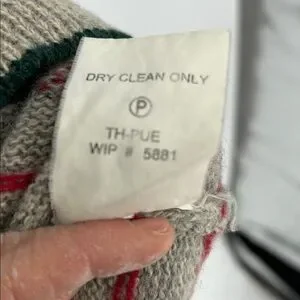 DRY CLEAN ONLY
P
TH-PUE
WIP # 5881